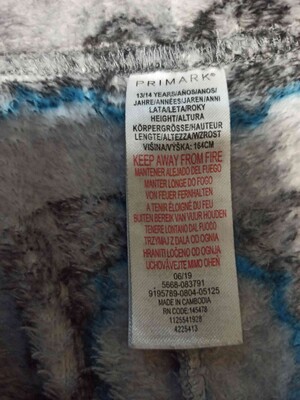 PRIMARK®
13/14 YEARS/AÑOS/ANOS/
JAHRE/ANNÉES/JAREN/ANNI
LATA/LETA/ROKY
HEIGHT/ALTURA
KÖRPERGRÖSSE/HAUTEUR
LENGTE/ALTEZZA/WZROST
VIŠINA/VÝŠKA: 164CM
KEEP AWAY FROM FIRE
MANTENER ALEJADO DEL FUEGO
MANTER LONGE DO FOGO
VON FEUER FERNHALTEN
A TENIR ÉLOIGNÉ DU FEU
BUITEN BEREIK VAN VUUR HOUDEN
TENERE LONTANO DAL FUOCO
TRZYMAJ Z DALA OD OGNIA
HRANITI LOČENO OD OGNJA
UCHOVÁVEJTE MIMO OHEŇ
06/19
5668-083791
9195789-0804-05125
MADE IN CAMBODIA
RN CODE:145478
1125541928
4225413